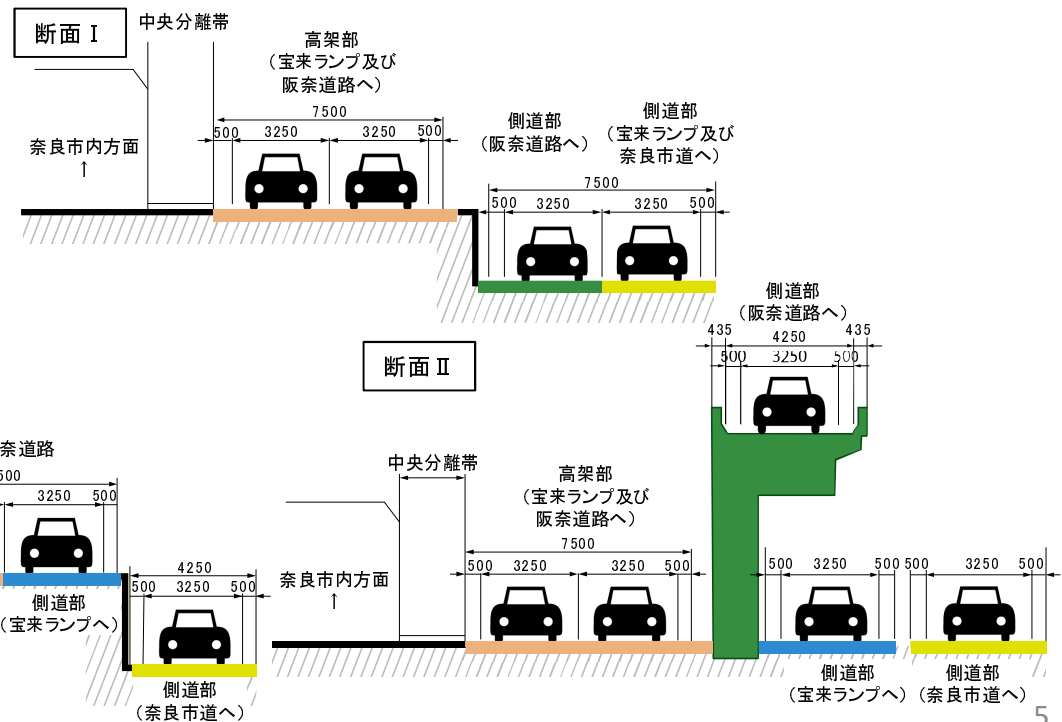 断面Ⅰ
中央分離帯
高架部
（宝来ランプ及び
阪奈道路へ）
7500
500 3250 3250 500
奈良市内方面
↑
側道部
（阪奈道路へ）
側道部
（宝来ランプ及び
奈良市道へ）
7500
500 3250 3250 500
断面Ⅱ
側道部
（阪奈道路へ）
435 4250 435
500 3250 500
奈道路
500
3250 500
側道部
（宝来ランプへ）
4250
500 3250 500
側道部
（奈良市道へ）
中央分離帯
高架部
（宝来ランプ及び
阪奈道路へ）
7500
500 3250 3250 500
奈良市内方面
↑
500 3250 500
側道部
（宝来ランプへ）
500 3250 500
側道部
（奈良市道へ）
5